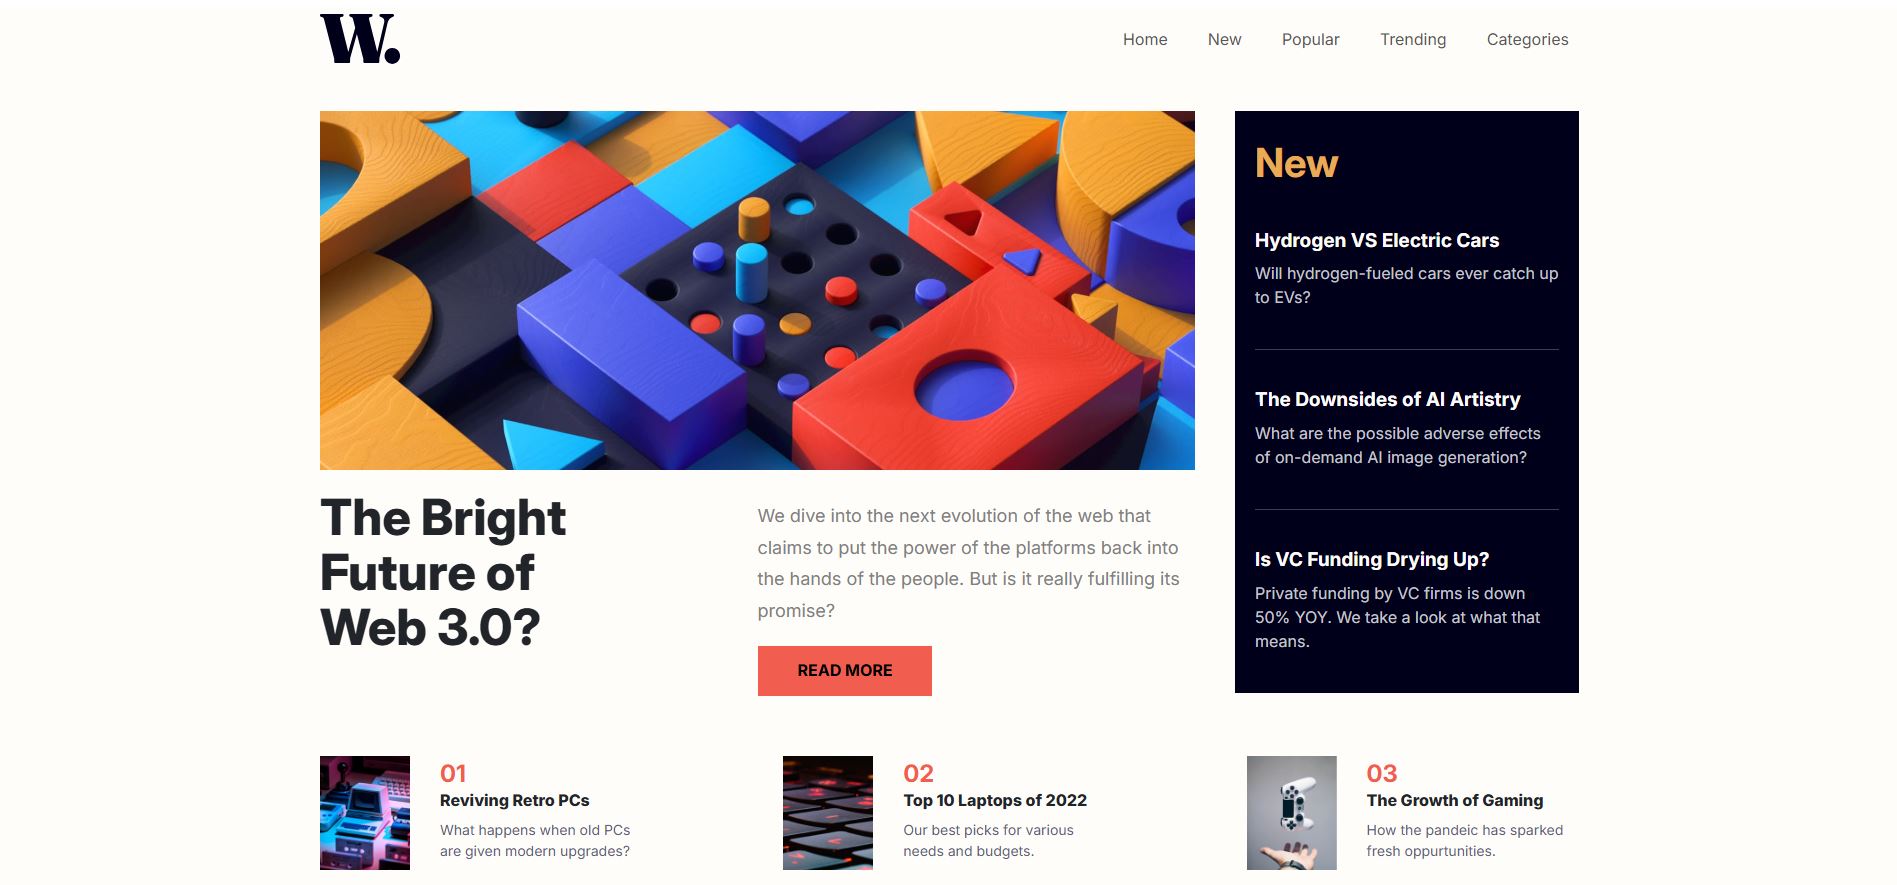 W.
Home New Popular Trending Categories
The Bright
Future of
Web 3.0?
We dive into the next evolution of the web that
claims to put the power of the platforms back into
the hands of the people. But is it really fulfilling its
promise?
READ MORE
New
Hydrogen VS Electric Cars
Will hydrogen-fueled cars ever catch up
to EVs?
The Downsides of AI Artistry
What are the possible adverse effects
of on-demand AI image generation?
Is VC Funding Drying Up?
Private funding by VC firms is down
50% YOY. We take a look at what that
means.
01
Reviving Retro PCs
What happens when old PCs
are given modern upgrades?
02
Top 10 Laptops of 2022
Our best picks for various
needs and budgets.
03
The Growth of Gaming
How the pandeic has sparked
fresh oppurtunities.